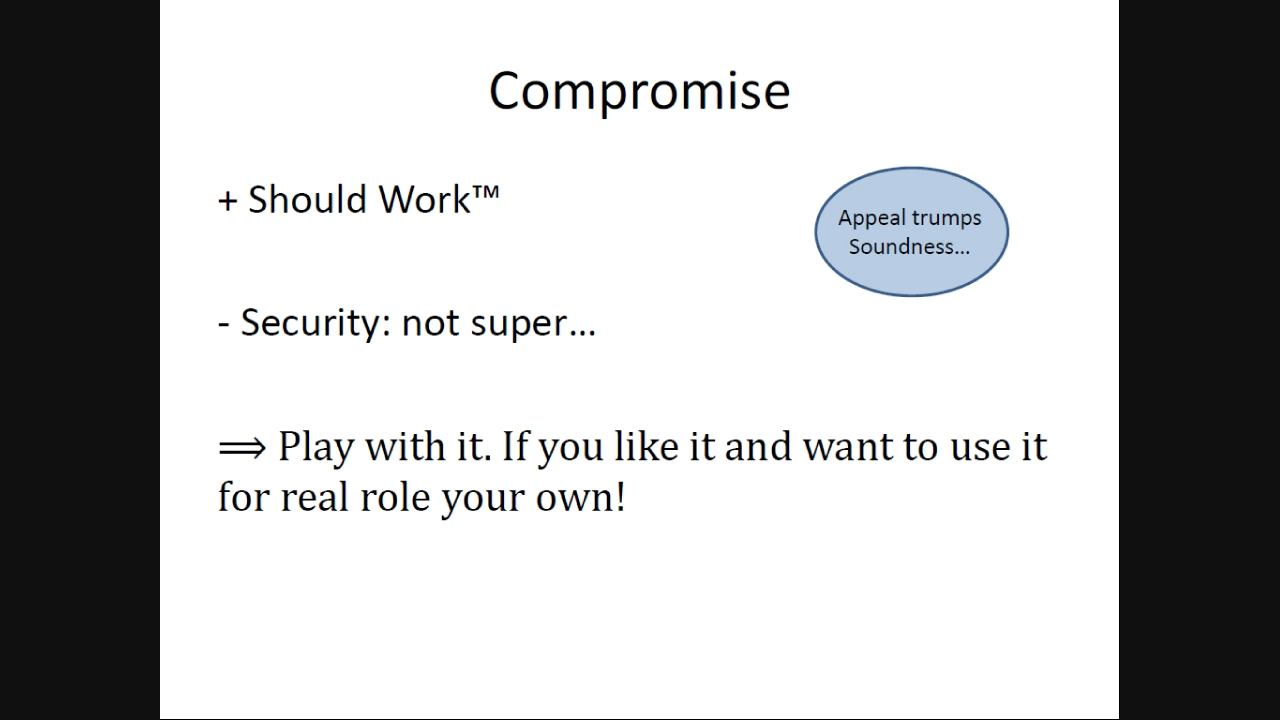 Compromise
+ Should Work™
Appeal trumps
Soundness...
- Security: not super...
⟹ Play with it. If you like it and want to use it
for real role your own!